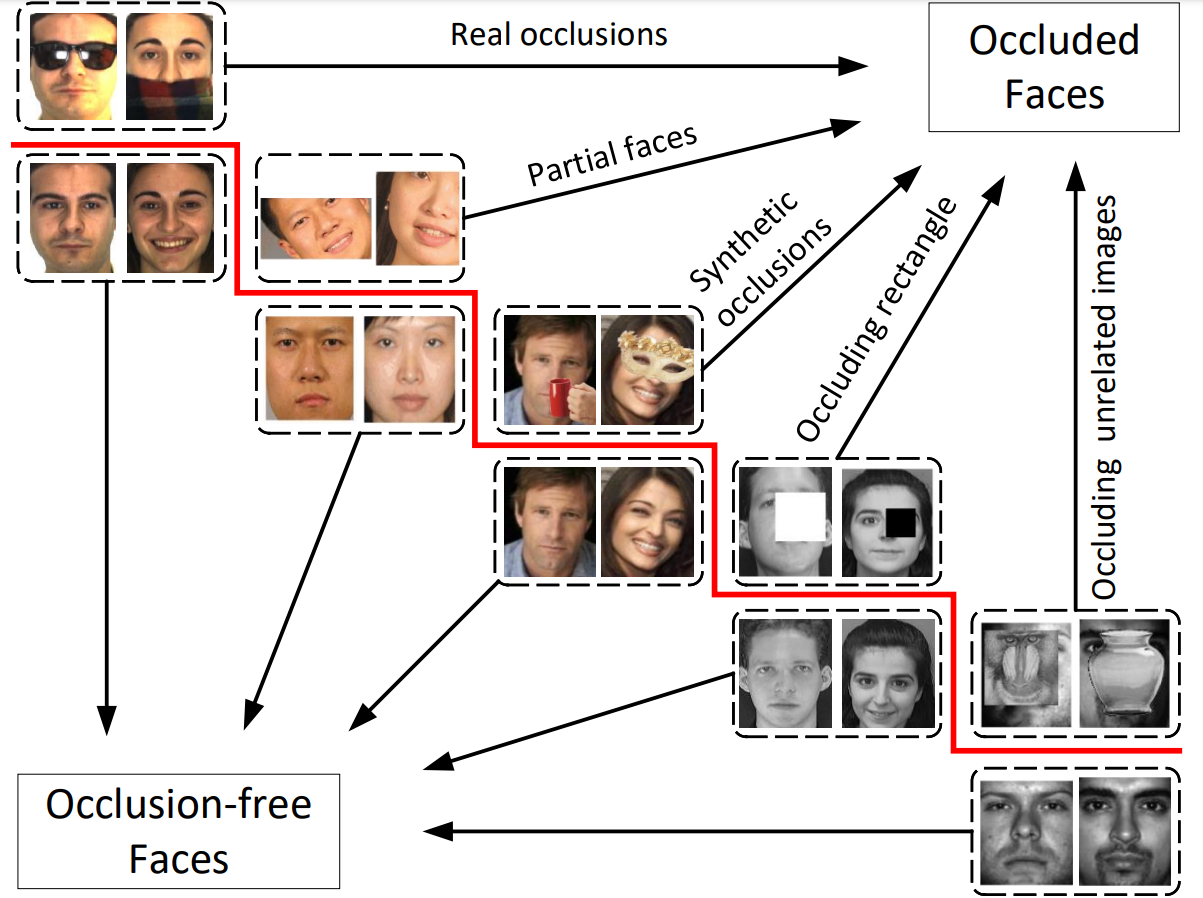 Real occlusions
Occluded
Faces
Partial faces
Synthetic
occlusions
Occluding rectangle
Occluding unrelated images
Occlusion-free
Faces